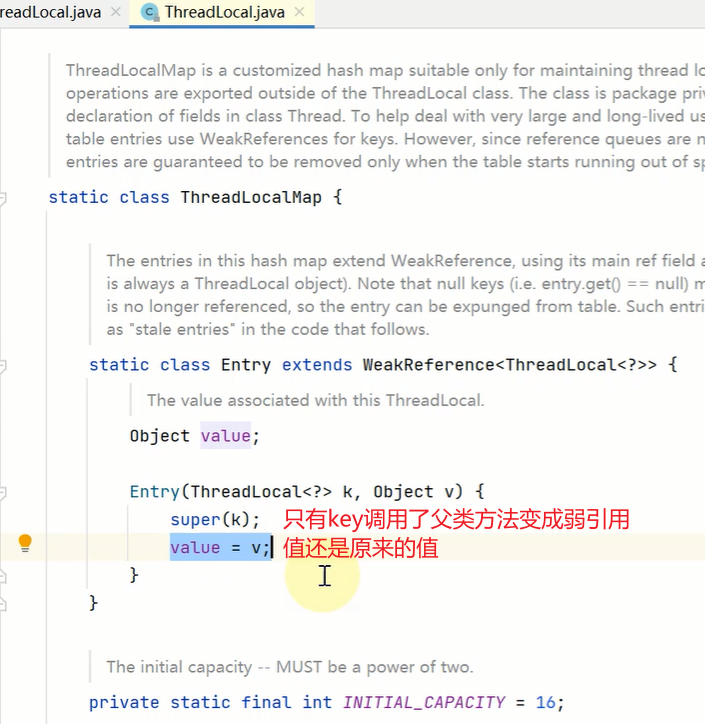 readLocal.java
ThreadLocal.java
ThreadLocalMap is a customized hash map suitable only for maintaining thread lo
operations are exported outside of the ThreadLocal class. The class is package pri
declaration of fields in class Thread. To help deal with very large and long-lived us
table entries use WeakReferences for keys. However, since reference queues are n
entries are guaranteed to be removed only when the table starts running out of sp
static class ThreadLocalMap {
The entries in this hash map extend WeakReference, using its main ref field a
is always a ThreadLocal object). Note that null keys (i.e. entry.get() == null) m
is no longer referenced, so the entry can be expunged from table. Such entri
as "stale entries" in the code that follows.
static class Entry extends WeakReference<ThreadLocal<?>> {
The value associated with this ThreadLocal.
Object value;
Entry(ThreadLocal<?> k, Object v) {
super(k); 只有key调用了父类方法变成弱引用
value = v; 值还是原来的值
}
}
The initial capacity -- MUST be a power of two.
private static final int INITIAL_CAPACITY = 16;